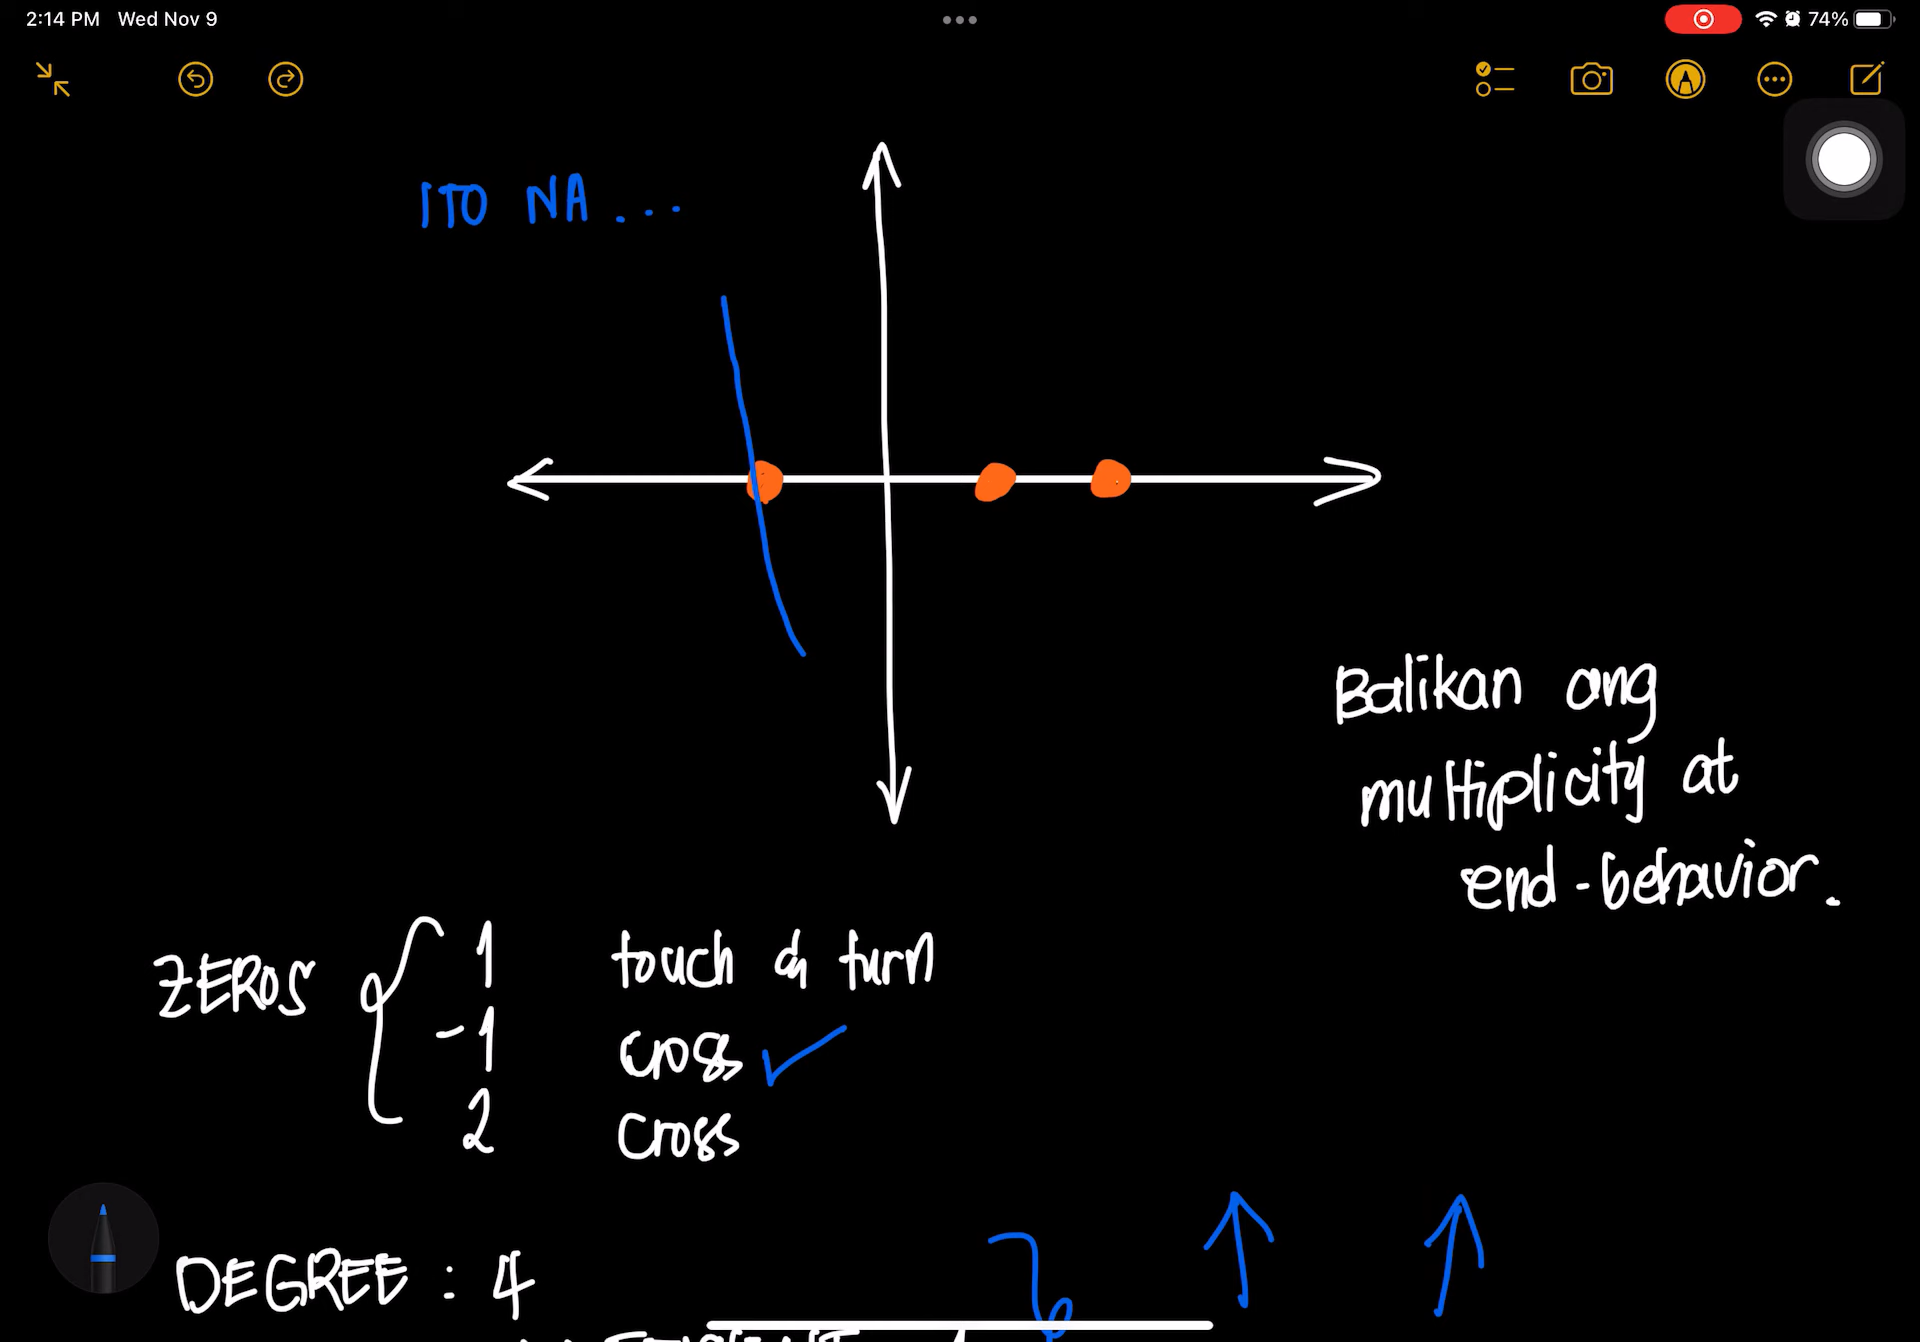 2:14 PM Wed Nov 9
74%
ITO NA ...
Balikan ang
multiplicity at
end-behavior.
ZEROS
1 touch & turn
-1 cross
2 cross
DEGREE : 4